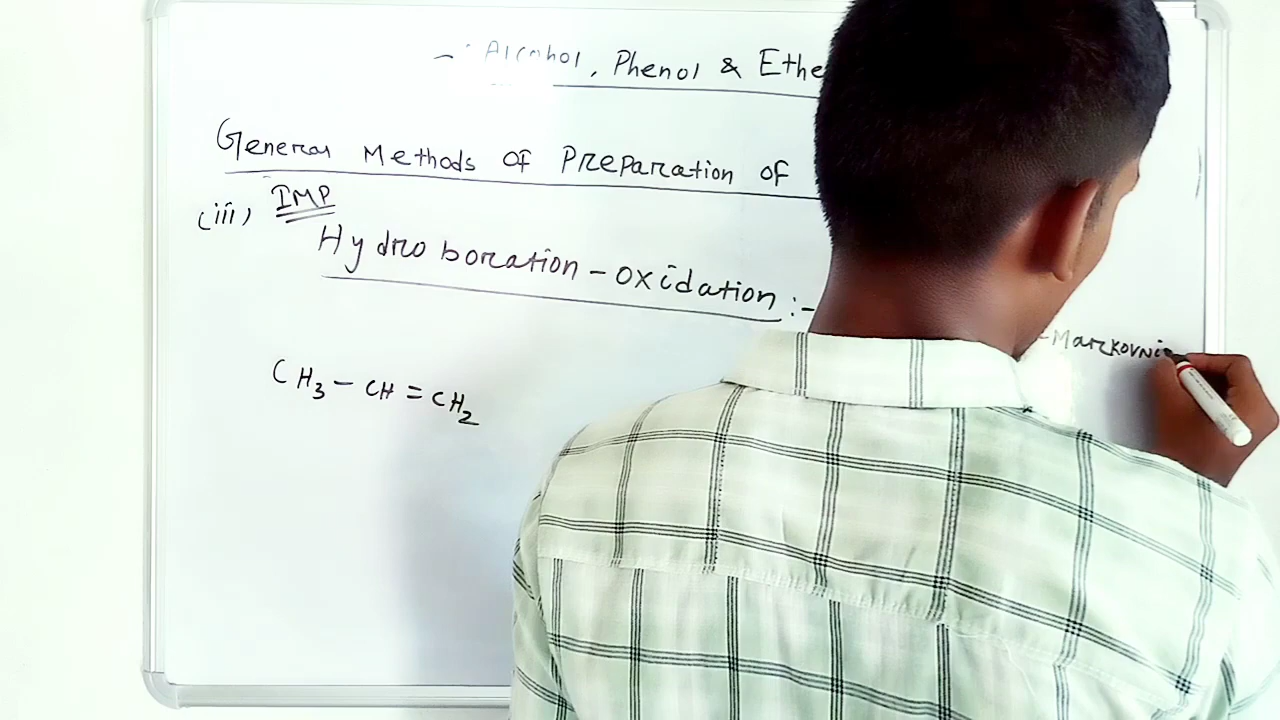 - Alcohol, Phenol & Ethe
General Methods of Preparation of
(iii) IMP
Hydroboration-oxidation :-
-Markovni
CH₃-CH=CH₂